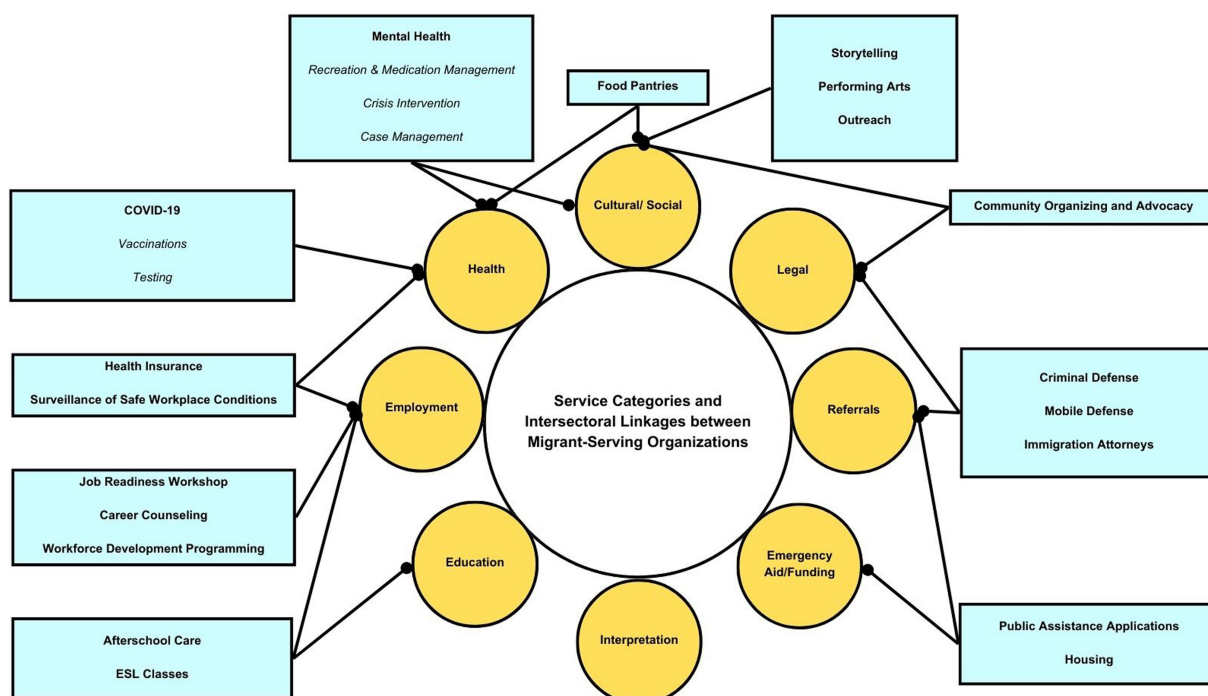 Mental Health
Recreation & Medication Management
Crisis Intervention
Case Management
Food Pantries
Storytelling
Performing Arts
Outreach
COVID-19
Vaccinations
Testing
Cultural/ Social
Community Organizing and Advocacy
Health
Legal
Health Insurance
Surveillance of Safe Workplace Conditions
Employment
Service Categories and
Intersectoral Linkages between
Migrant-Serving Organizations
Referrals
Criminal Defense
Mobile Defense
Immigration Attorneys
Job Readiness Workshop
Career Counseling
Workforce Development Programming
Education
Emergency
Aid/Funding
Interpretation
Afterschool Care
ESL Classes
Public Assistance Applications
Housing